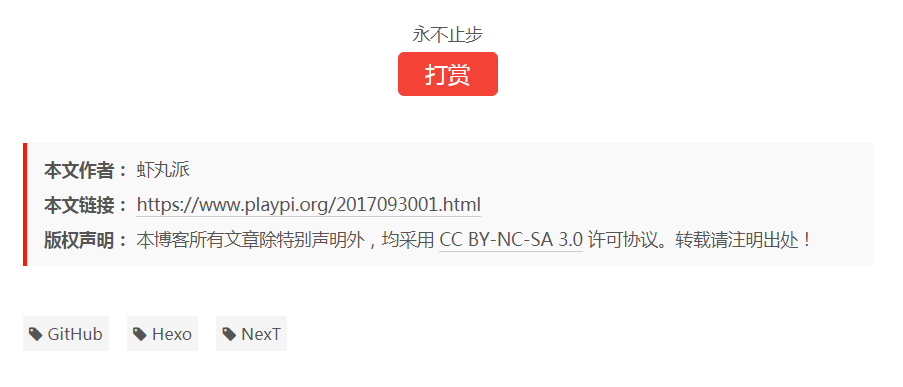 永不止步
打赏
本文作者： 虾丸派
本文链接： https://www.playpi.org/2017093001.html
版权声明： 本博客所有文章除特别声明外，均采用 CC BY-NC-SA 3.0 许可协议。转载请注明出处！
GitHub Hexo NexT